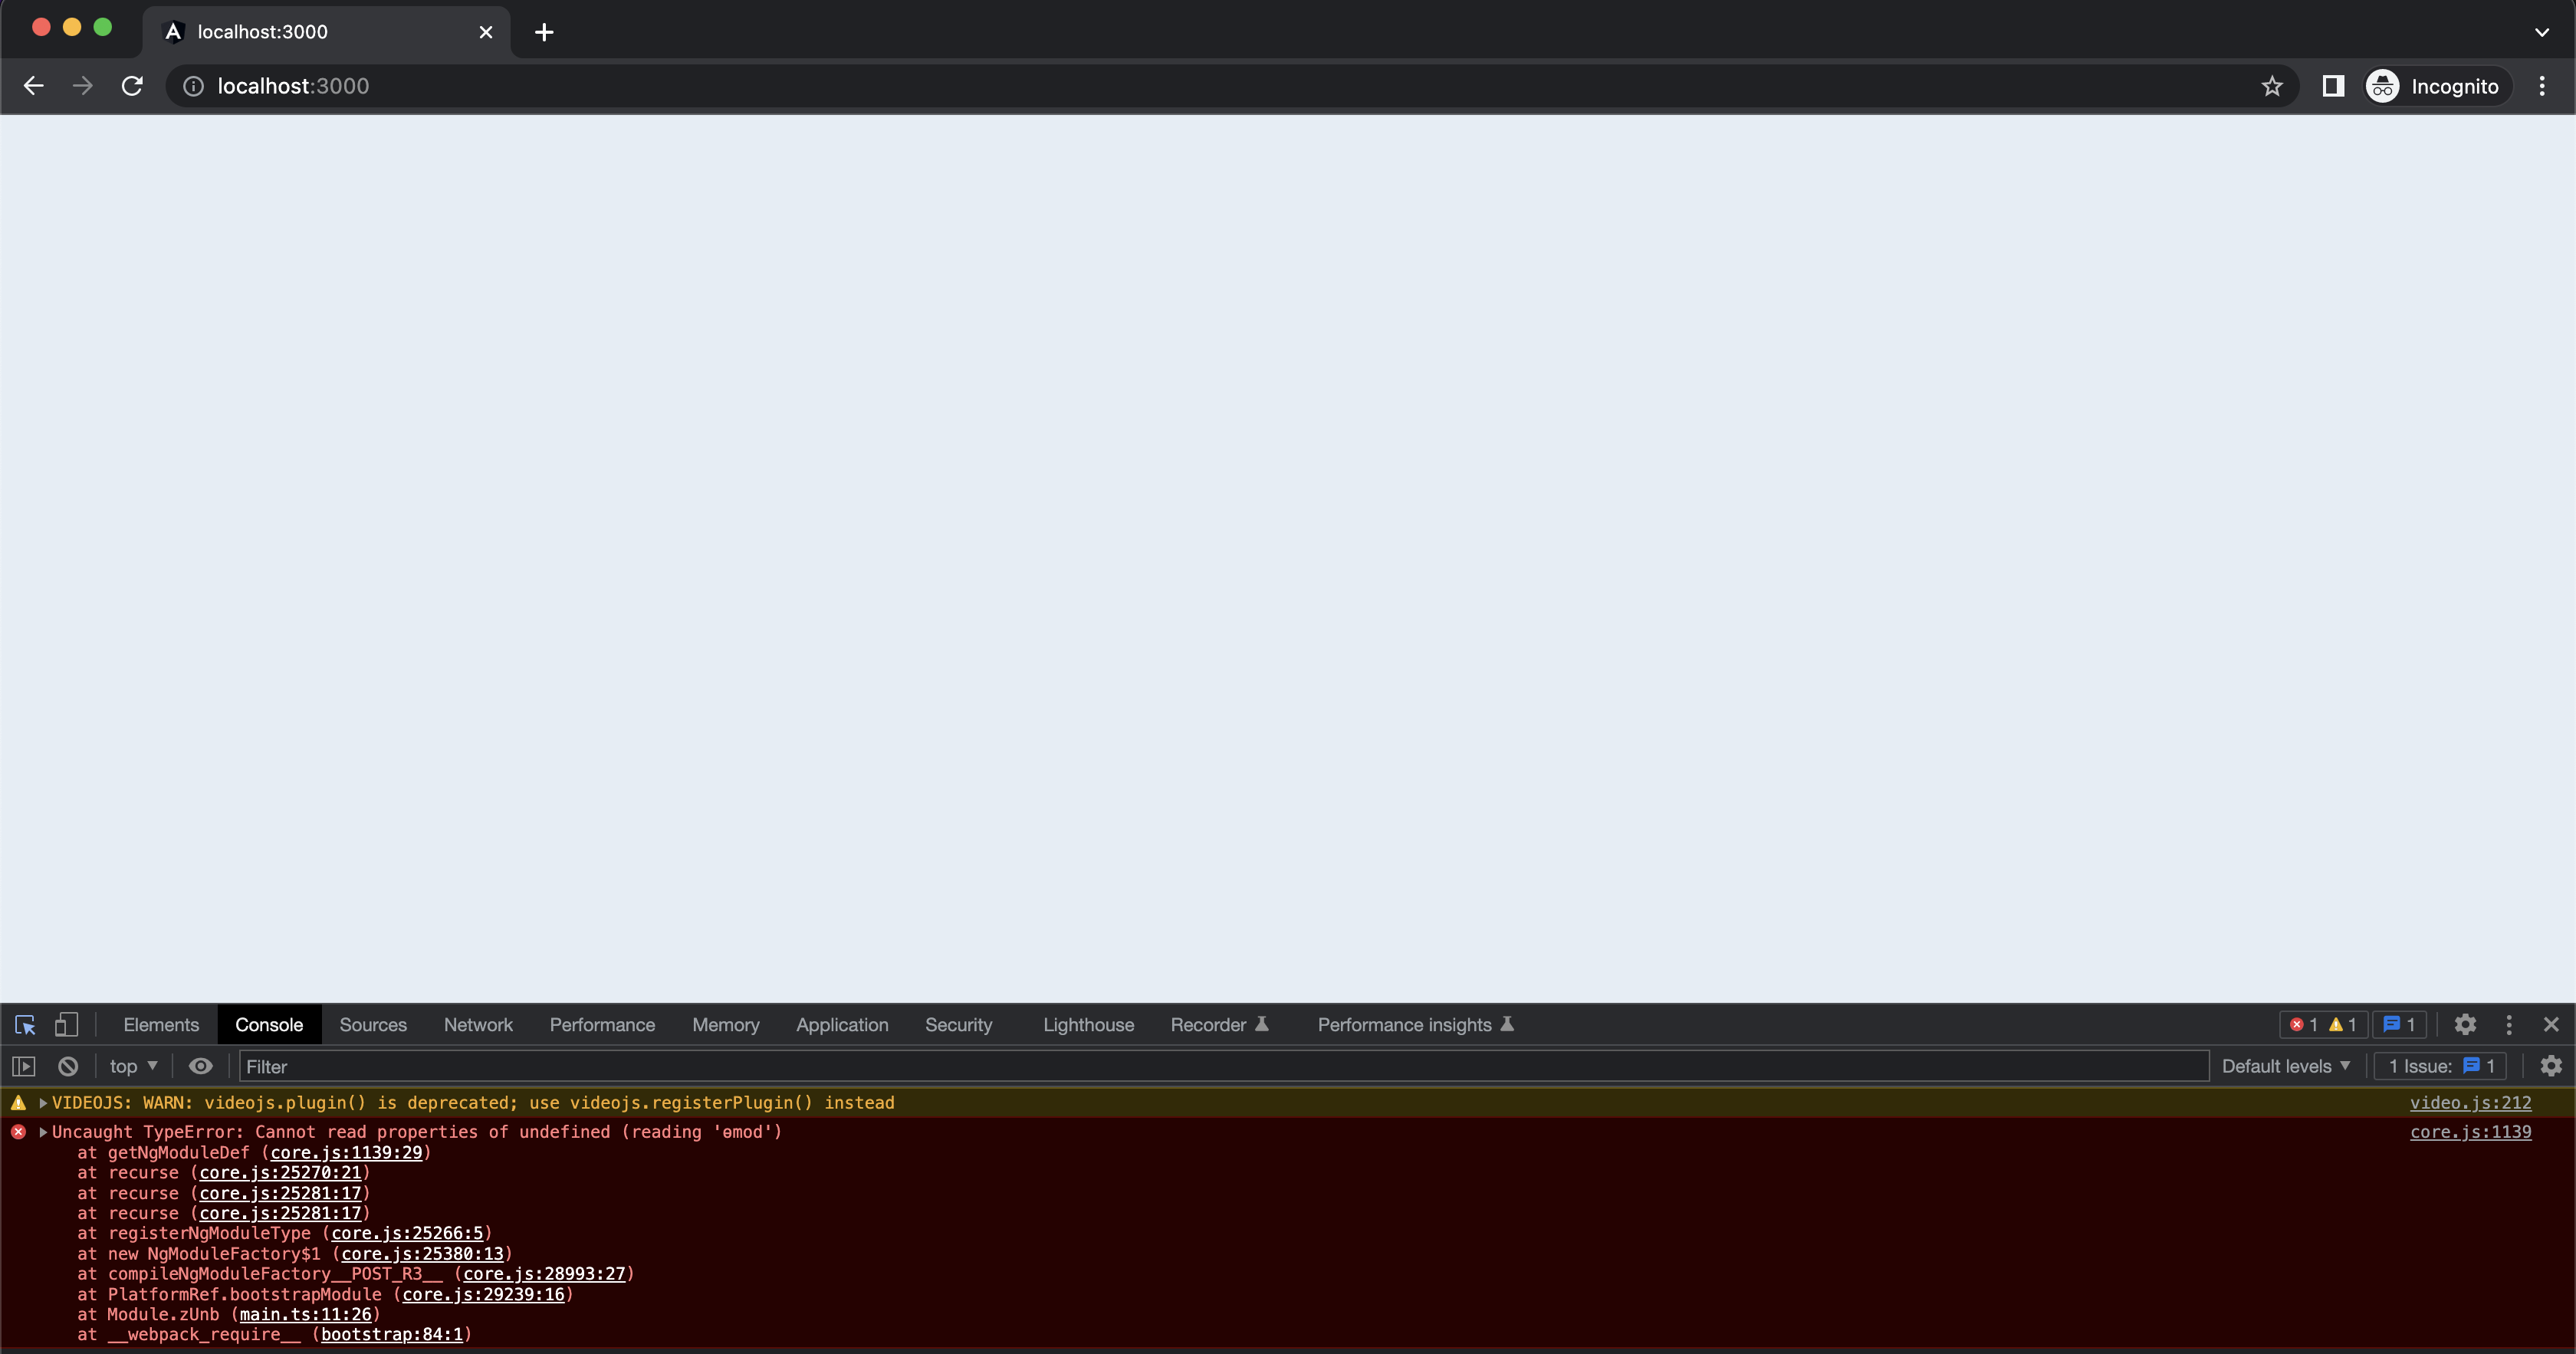 localhost:3000
localhost:3000
Incognito
Elements Console Sources Network Performance Memory Application Security Lighthouse Recorder Performance insights 1 1 1
top Filter Default levels 1 Issue: 1
VIDEOJS: WARN: videojs.plugin() is deprecated; use videojs.registerPlugin() instead video.js:212
Uncaught TypeError: Cannot read properties of undefined (reading 'ɵmod') core.js:1139
at getNgModuleDef (core.js:1139:29)
at recurse (core.js:25270:21)
at recurse (core.js:25281:17)
at recurse (core.js:25281:17)
at registerNgModuleType (core.js:25266:5)
at new NgModuleFactory$1 (core.js:25380:13)
at compileNgModuleFactory__POST_R3__ (core.js:28993:27)
at PlatformRef.bootstrapModule (core.js:29239:16)
at Module.zUnb (main.ts:11:26)
at __webpack_require__ (bootstrap:84:1)